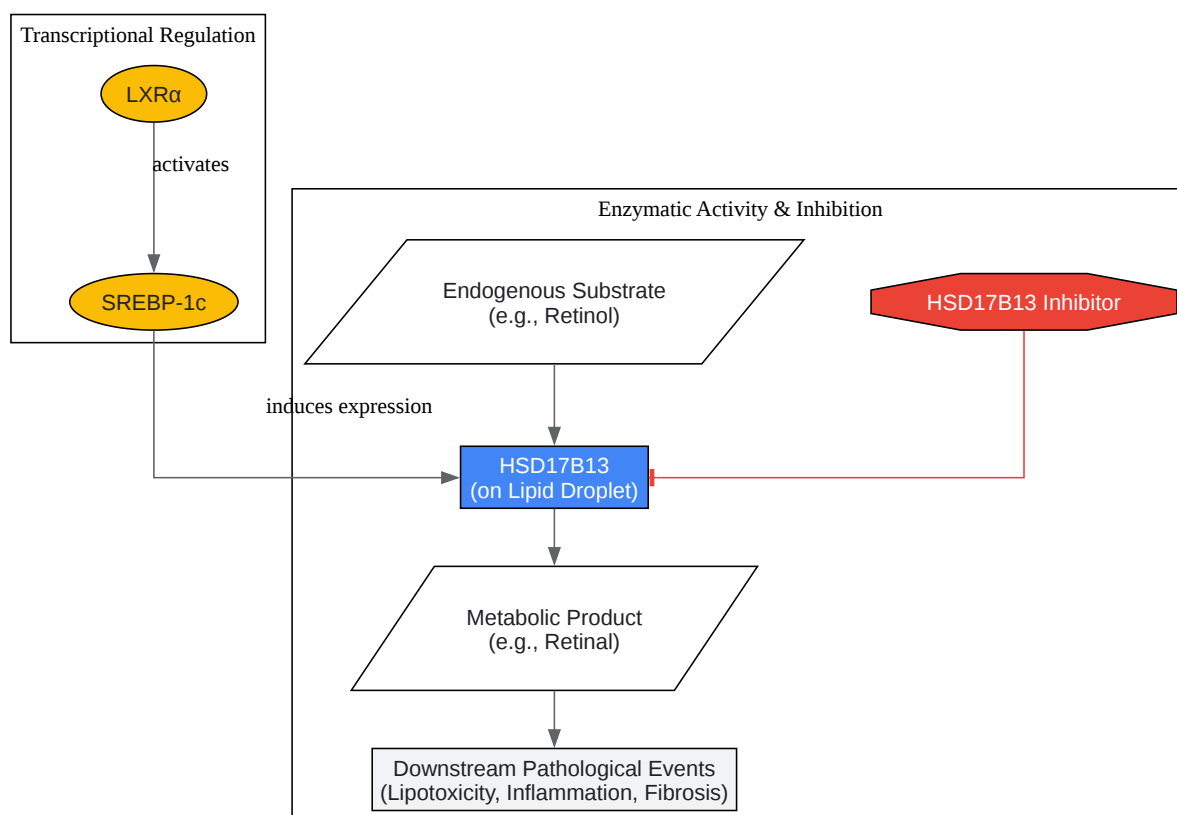 Transcriptional Regulation
LXRα
activates
SREBP-1c
Enzymatic Activity & Inhibition
Endogenous Substrate
(e.g., Retinol)
HSD17B13 Inhibitor
induces expression
HSD17B13
(on Lipid Droplet)
Metabolic Product
(e.g., Retinal)
Downstream Pathological Events
(Lipotoxicity, Inflammation, Fibrosis)